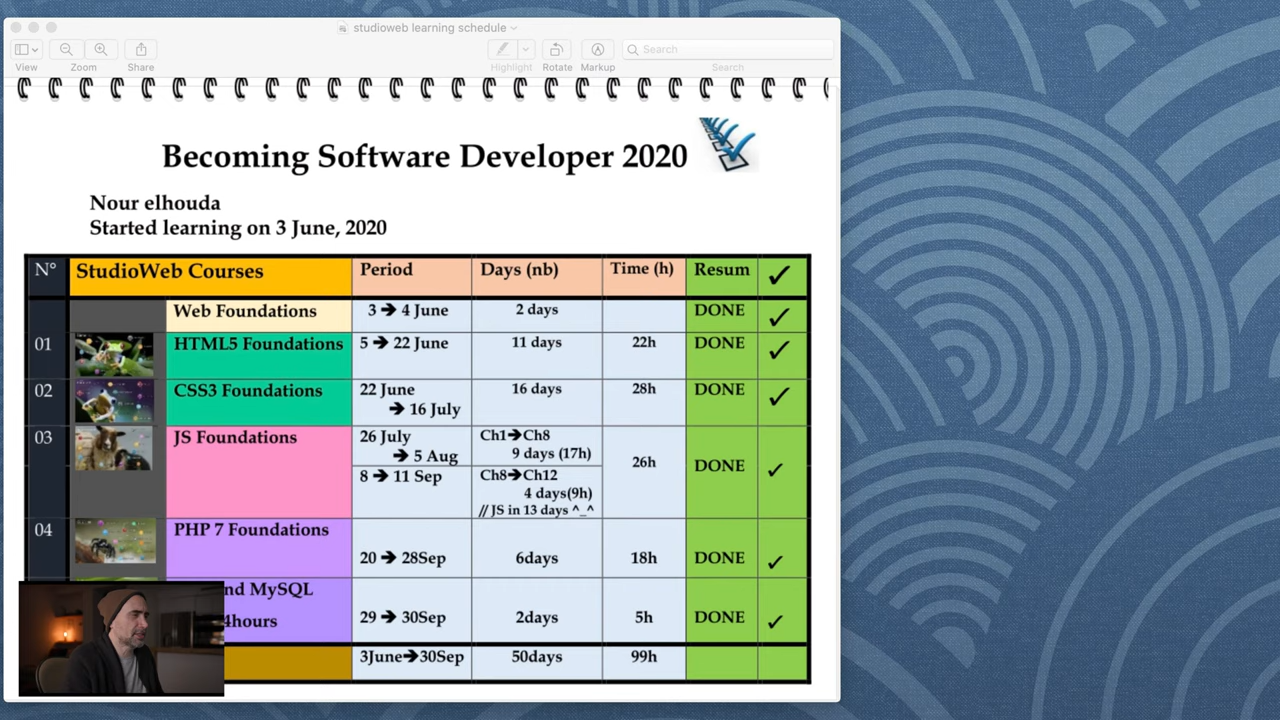 studioweb learning schedule
View
Zoom
Share
Highlight
Rotate
Markup
Search
Search
Becoming Software Developer 2020
Nour elhouda
Started learning on 3 June, 2020
N° StudioWeb Courses Period Days (nb) Time (h) Resum ✓
Web Foundations 3 ➔ 4 June 2 days DONE ✓
01 HTML5 Foundations 5 ➔ 22 June 11 days 22h DONE ✓
02 CSS3 Foundations 22 June 16 days 28h DONE ✓
➔ 16 July
03 JS Foundations 26 July Ch1➔Ch8
➔ 5 Aug 9 days (17h)
26h DONE ✓
8 ➔ 11 Sep Ch8➔Ch12
4 days(9h)
// JS in 13 days ^_^
04 PHP 7 Foundations
20 ➔ 28Sep 6days 18h DONE ✓
nd MySQL
4hours 29 ➔ 30Sep 2days 5h DONE ✓
3June➔30Sep 50days 99h